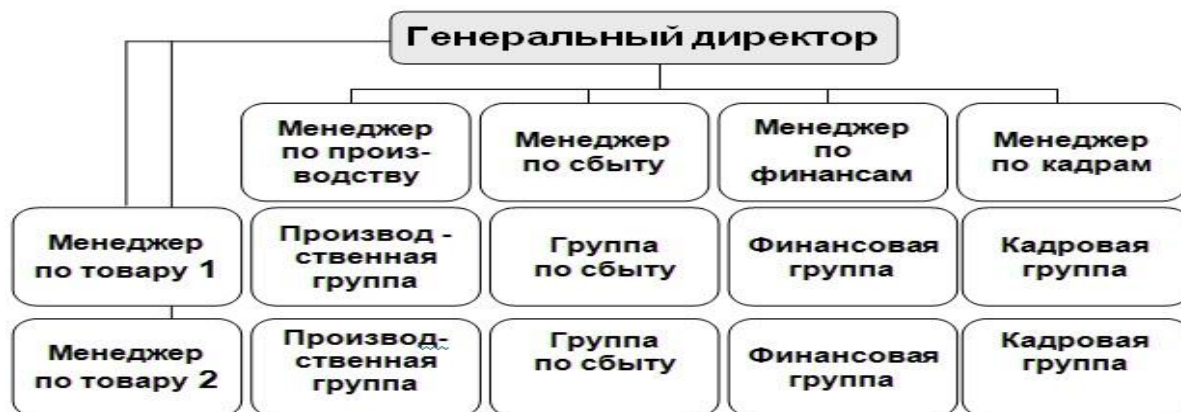 Генеральный директор
Менеджер
по произ-
водству
Менеджер
по сбыту
Менеджер
по
финансам
Менеджер
по кадрам
Менеджер
по товару 1
Производ -
ственная
группа
Группа
по сбыту
Финансовая
группа
Кадровая
группа
Менеджер
по товару 2
Производ-
ственная
группа
Группа
по сбыту
Финансовая
группа
Кадровая
группа